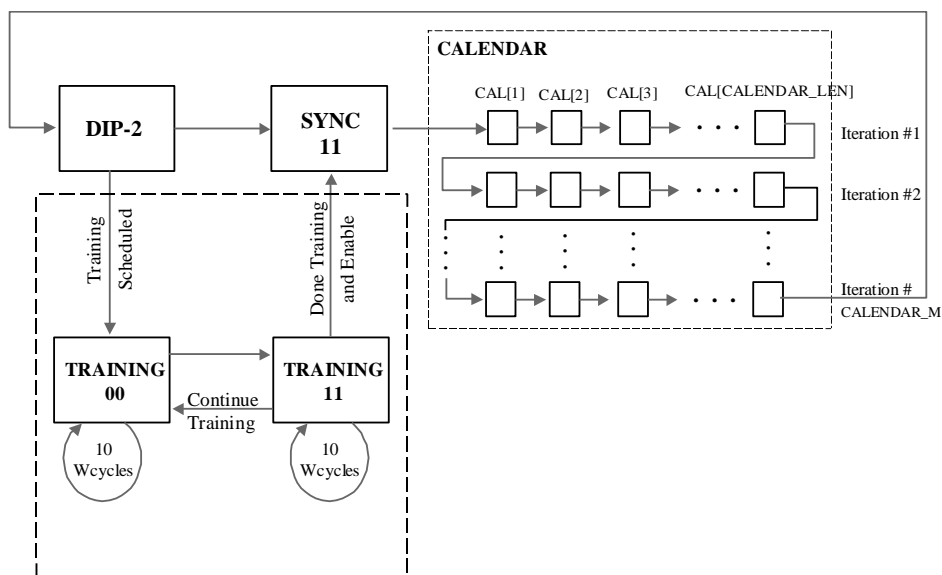 CALENDAR
CAL[1] CAL[2] CAL[3] CAL[CALENDAR_LEN]
DIP-2
SYNC
11
Iteration #1
Iteration #2
Iteration #
CALENDAR_M
Training
Scheduled
Done Training
and Enable
TRAINING
00
TRAINING
11
Continue
Training
10
Wcycles
10
Wcycles